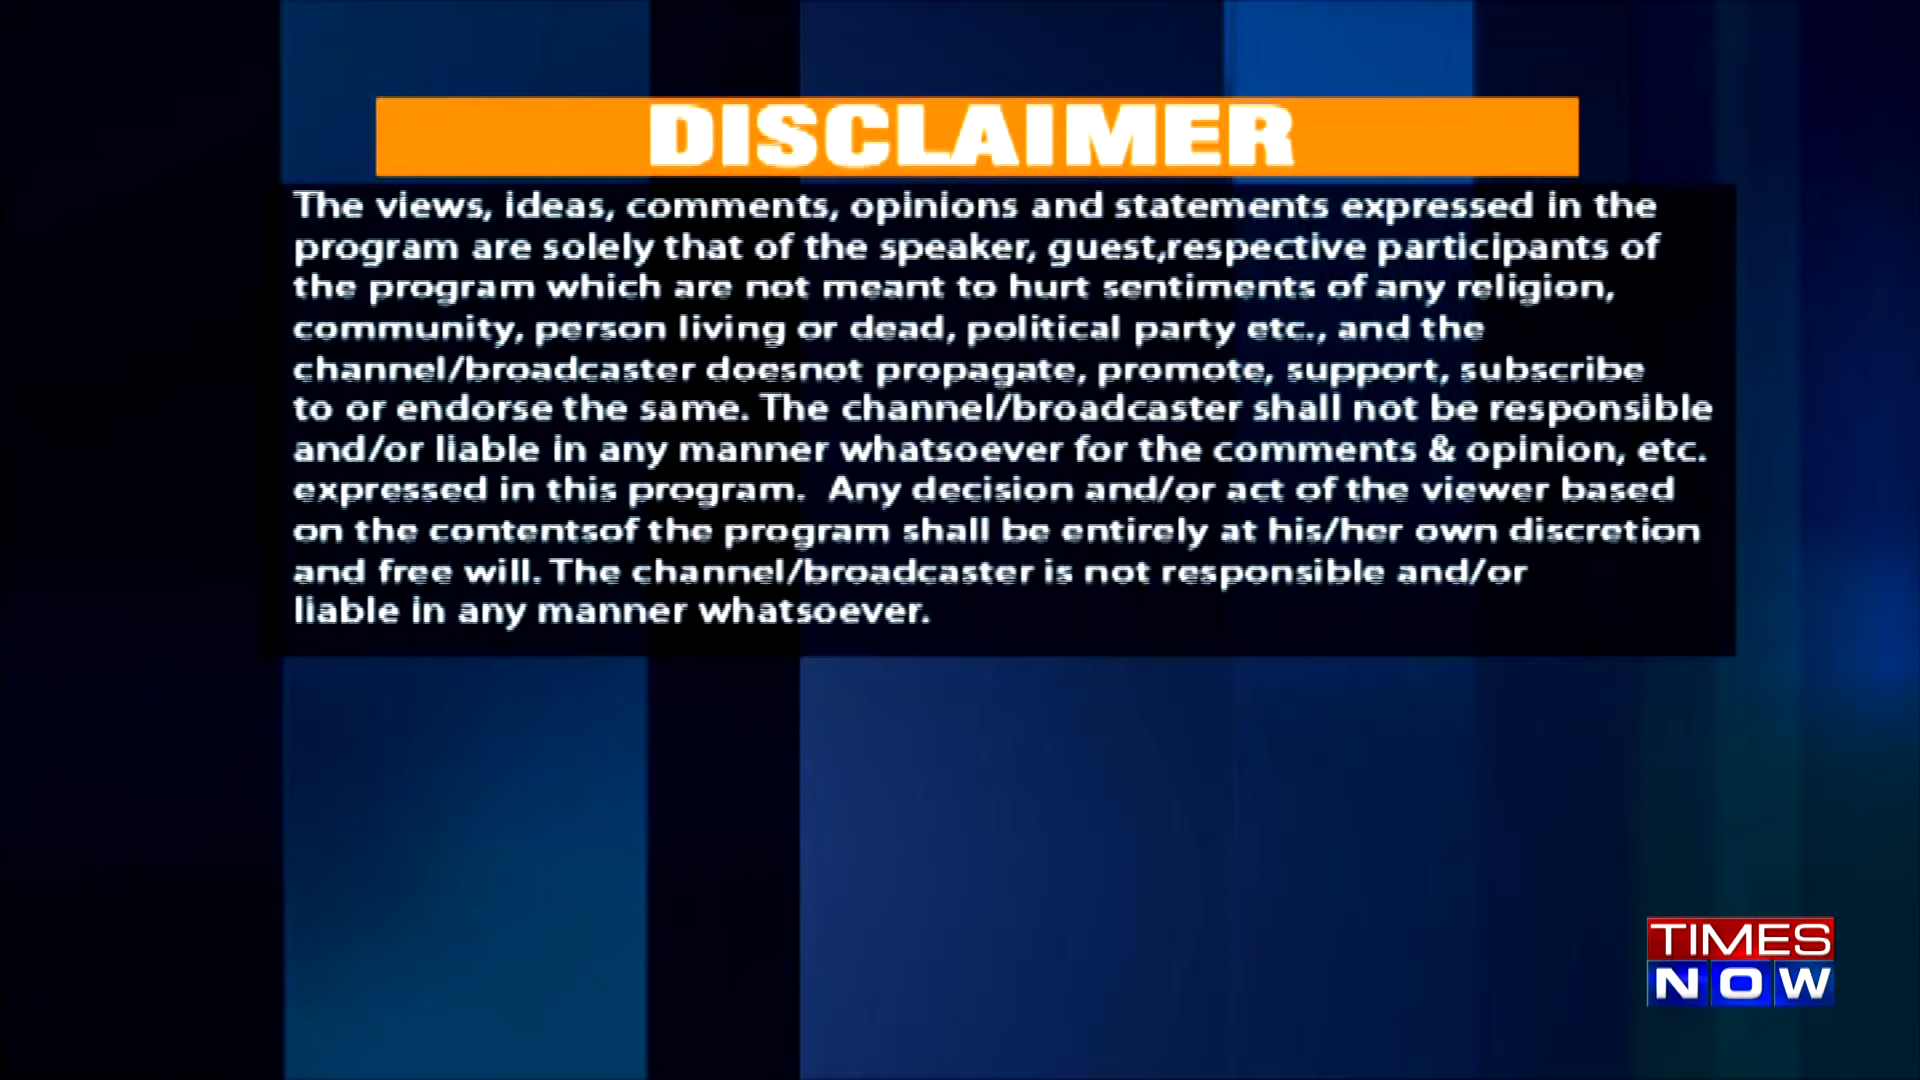 DISCLAIMER
The views, ideas, comments, opinions and statements expressed in the
program are solely that of the speaker, guest,respective participants of
the program which are not meant to hurt sentiments of any religion,
community, person living or dead, political party etc., and the
channel/broadcaster doesnot propagate, promote, support, subscribe
to or endorse the same. The channel/broadcaster shall not be responsible
and/or liable in any manner whatsoever for the comments & opinion, etc.
expressed in this program.  Any decision and/or act of the viewer based
on the contentsof the program shall be entirely at his/her own discretion
and free will. The channel/broadcaster is not responsible and/or
liable in any manner whatsoever.
TIMES
NOW